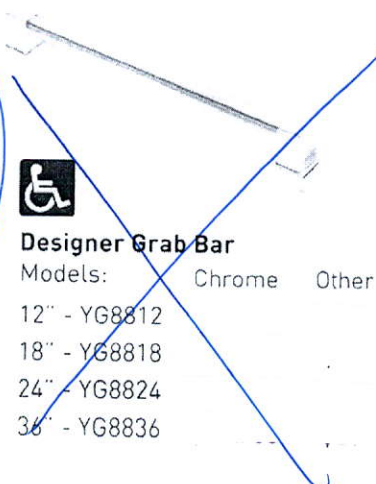 Designer Grab Bar
Models: Chrome Other
12" - YG8812
18" - YG8818
24" - YG8824
36" - YG8836